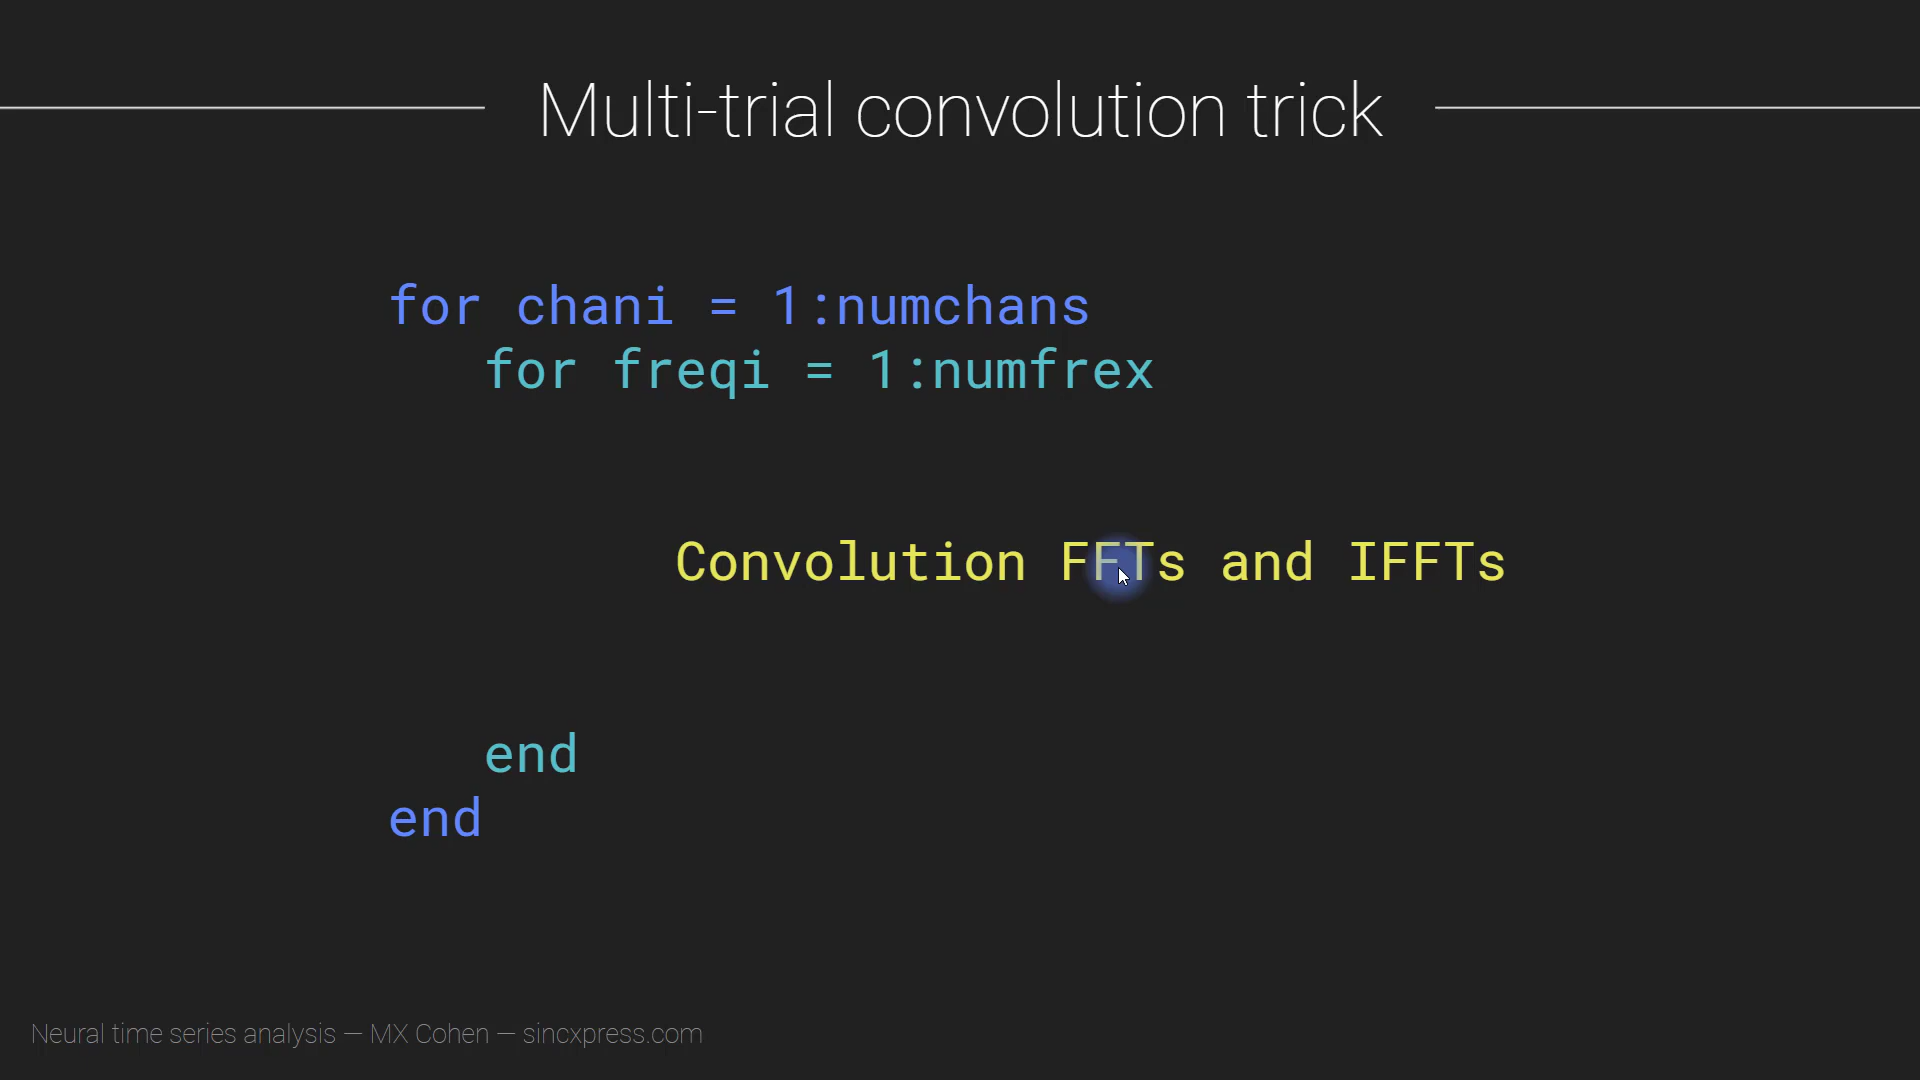 Multi-trial convolution trick
for chani = 1:numchans
for freqi = 1:numfrex
Convolution FFTs and IFFTs
end
end
Neural time series analysis — MX Cohen — sincxpress.com